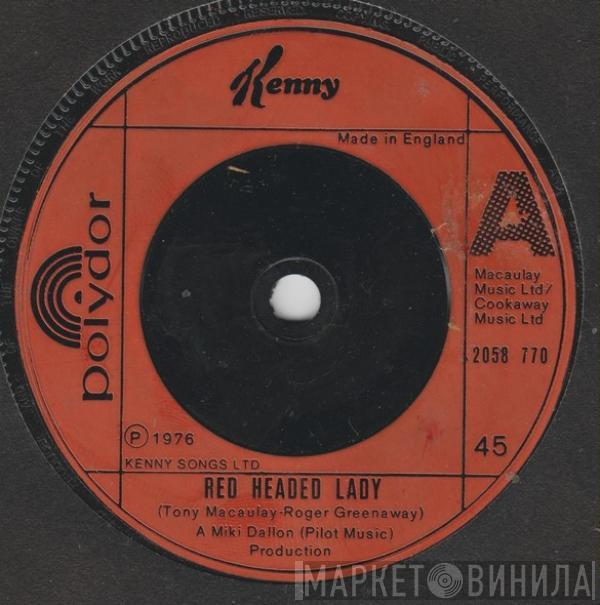 Kenny
Made in England
polydor
A
Macaulay
Music Ltd/
Cookaway
Music Ltd
2058 770
℗ 1976
KENNY SONGS LTD
45
RED HEADED LADY
(Tony Macaulay-Roger Greenaway)
A Miki Dallon (Pilot Music)
Production
МАРКЕТ ВИНИЛА